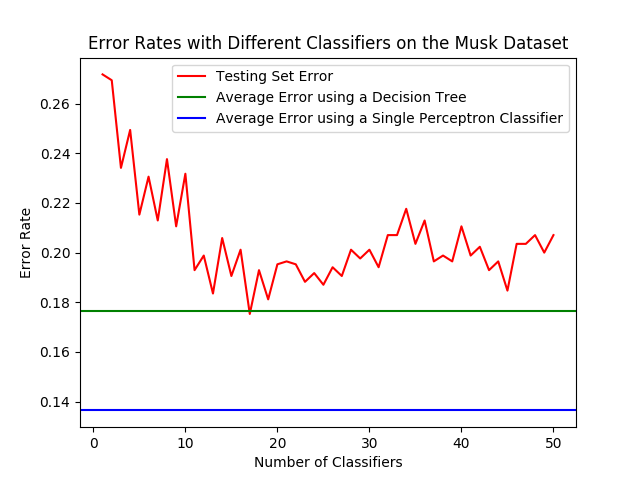 Error Rates with Different Classifiers on the Musk Dataset
Testing Set Error
Average Error using a Decision Tree
Average Error using a Single Perceptron Classifier
Error Rate
0.26
0.24
0.22
0.20
0.18
0.16
0.14
0 10 20 30 40 50
Number of Classifiers